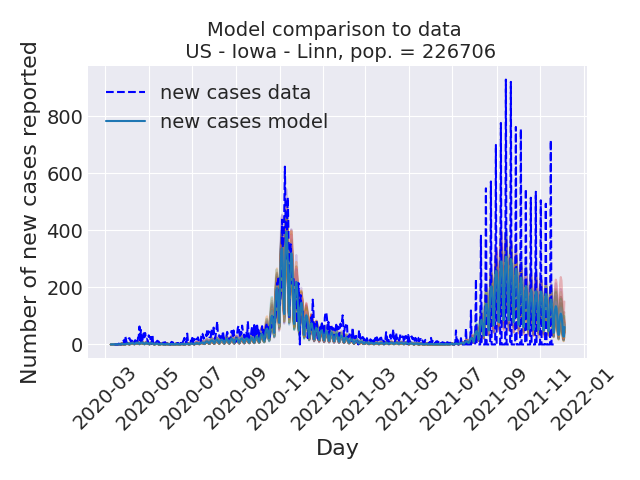 Model comparison to data
US - Iowa - Linn, pop. = 226706
new cases data
new cases model
Number of new cases reported
800
600
400
200
0
2020-03
2020-05
2020-07
2020-09
2020-11
2021-01
2021-03
2021-05
2021-07
2021-09
2021-11
2022-01
Day